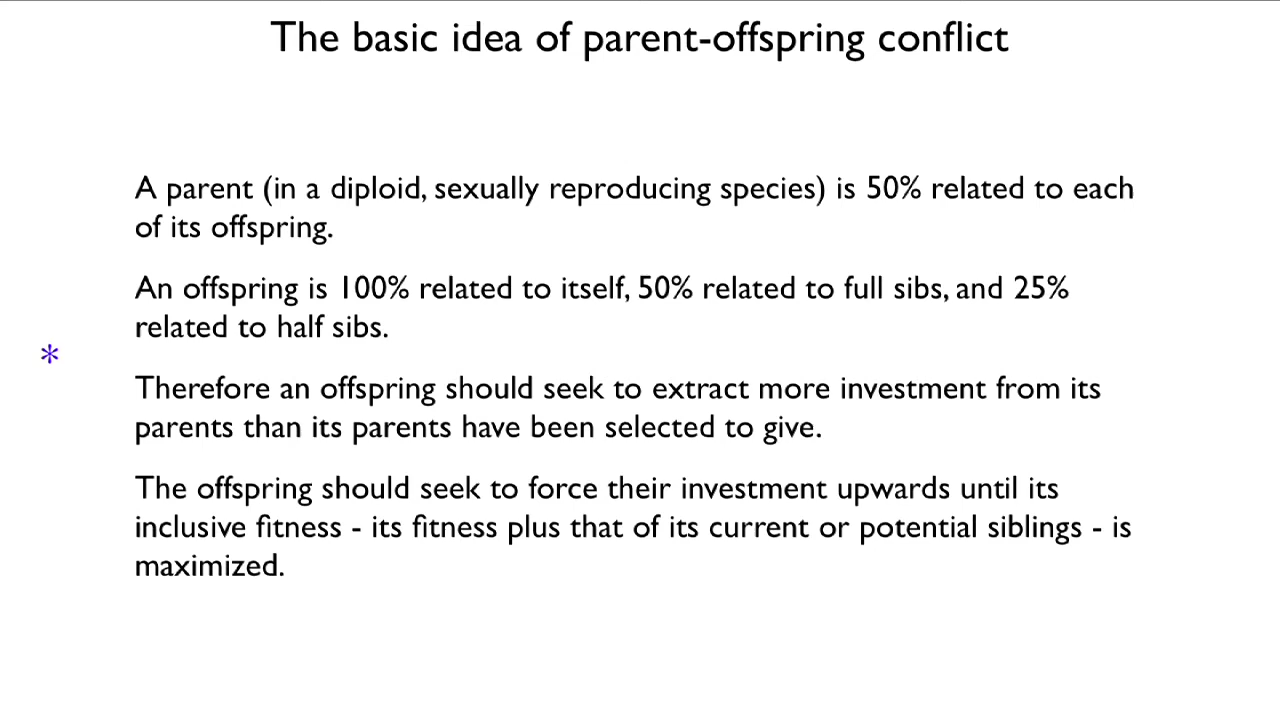 The basic idea of parent-offspring conflict
A parent (in a diploid, sexually reproducing species) is 50% related to each
of its offspring.
An offspring is 100% related to itself, 50% related to full sibs, and 25%
related to half sibs.
*
Therefore an offspring should seek to extract more investment from its
parents than its parents have been selected to give.
The offspring should seek to force their investment upwards until its
inclusive fitness - its fitness plus that of its current or potential siblings - is
maximized.